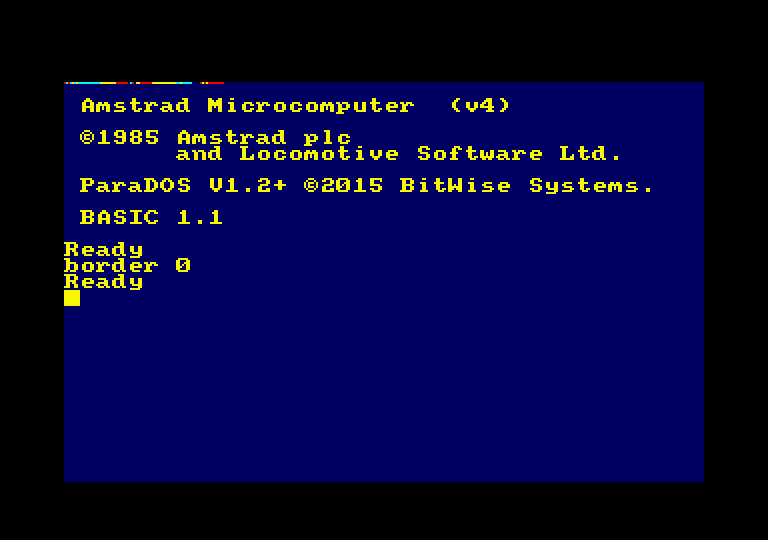 Amstrad Microcomputer (v4)
©1985 Amstrad plc
and Locomotive Software Ltd.
ParaDOS V1.2+ ©2015 BitWise Systems.
BASIC 1.1
Ready
border 0
Ready